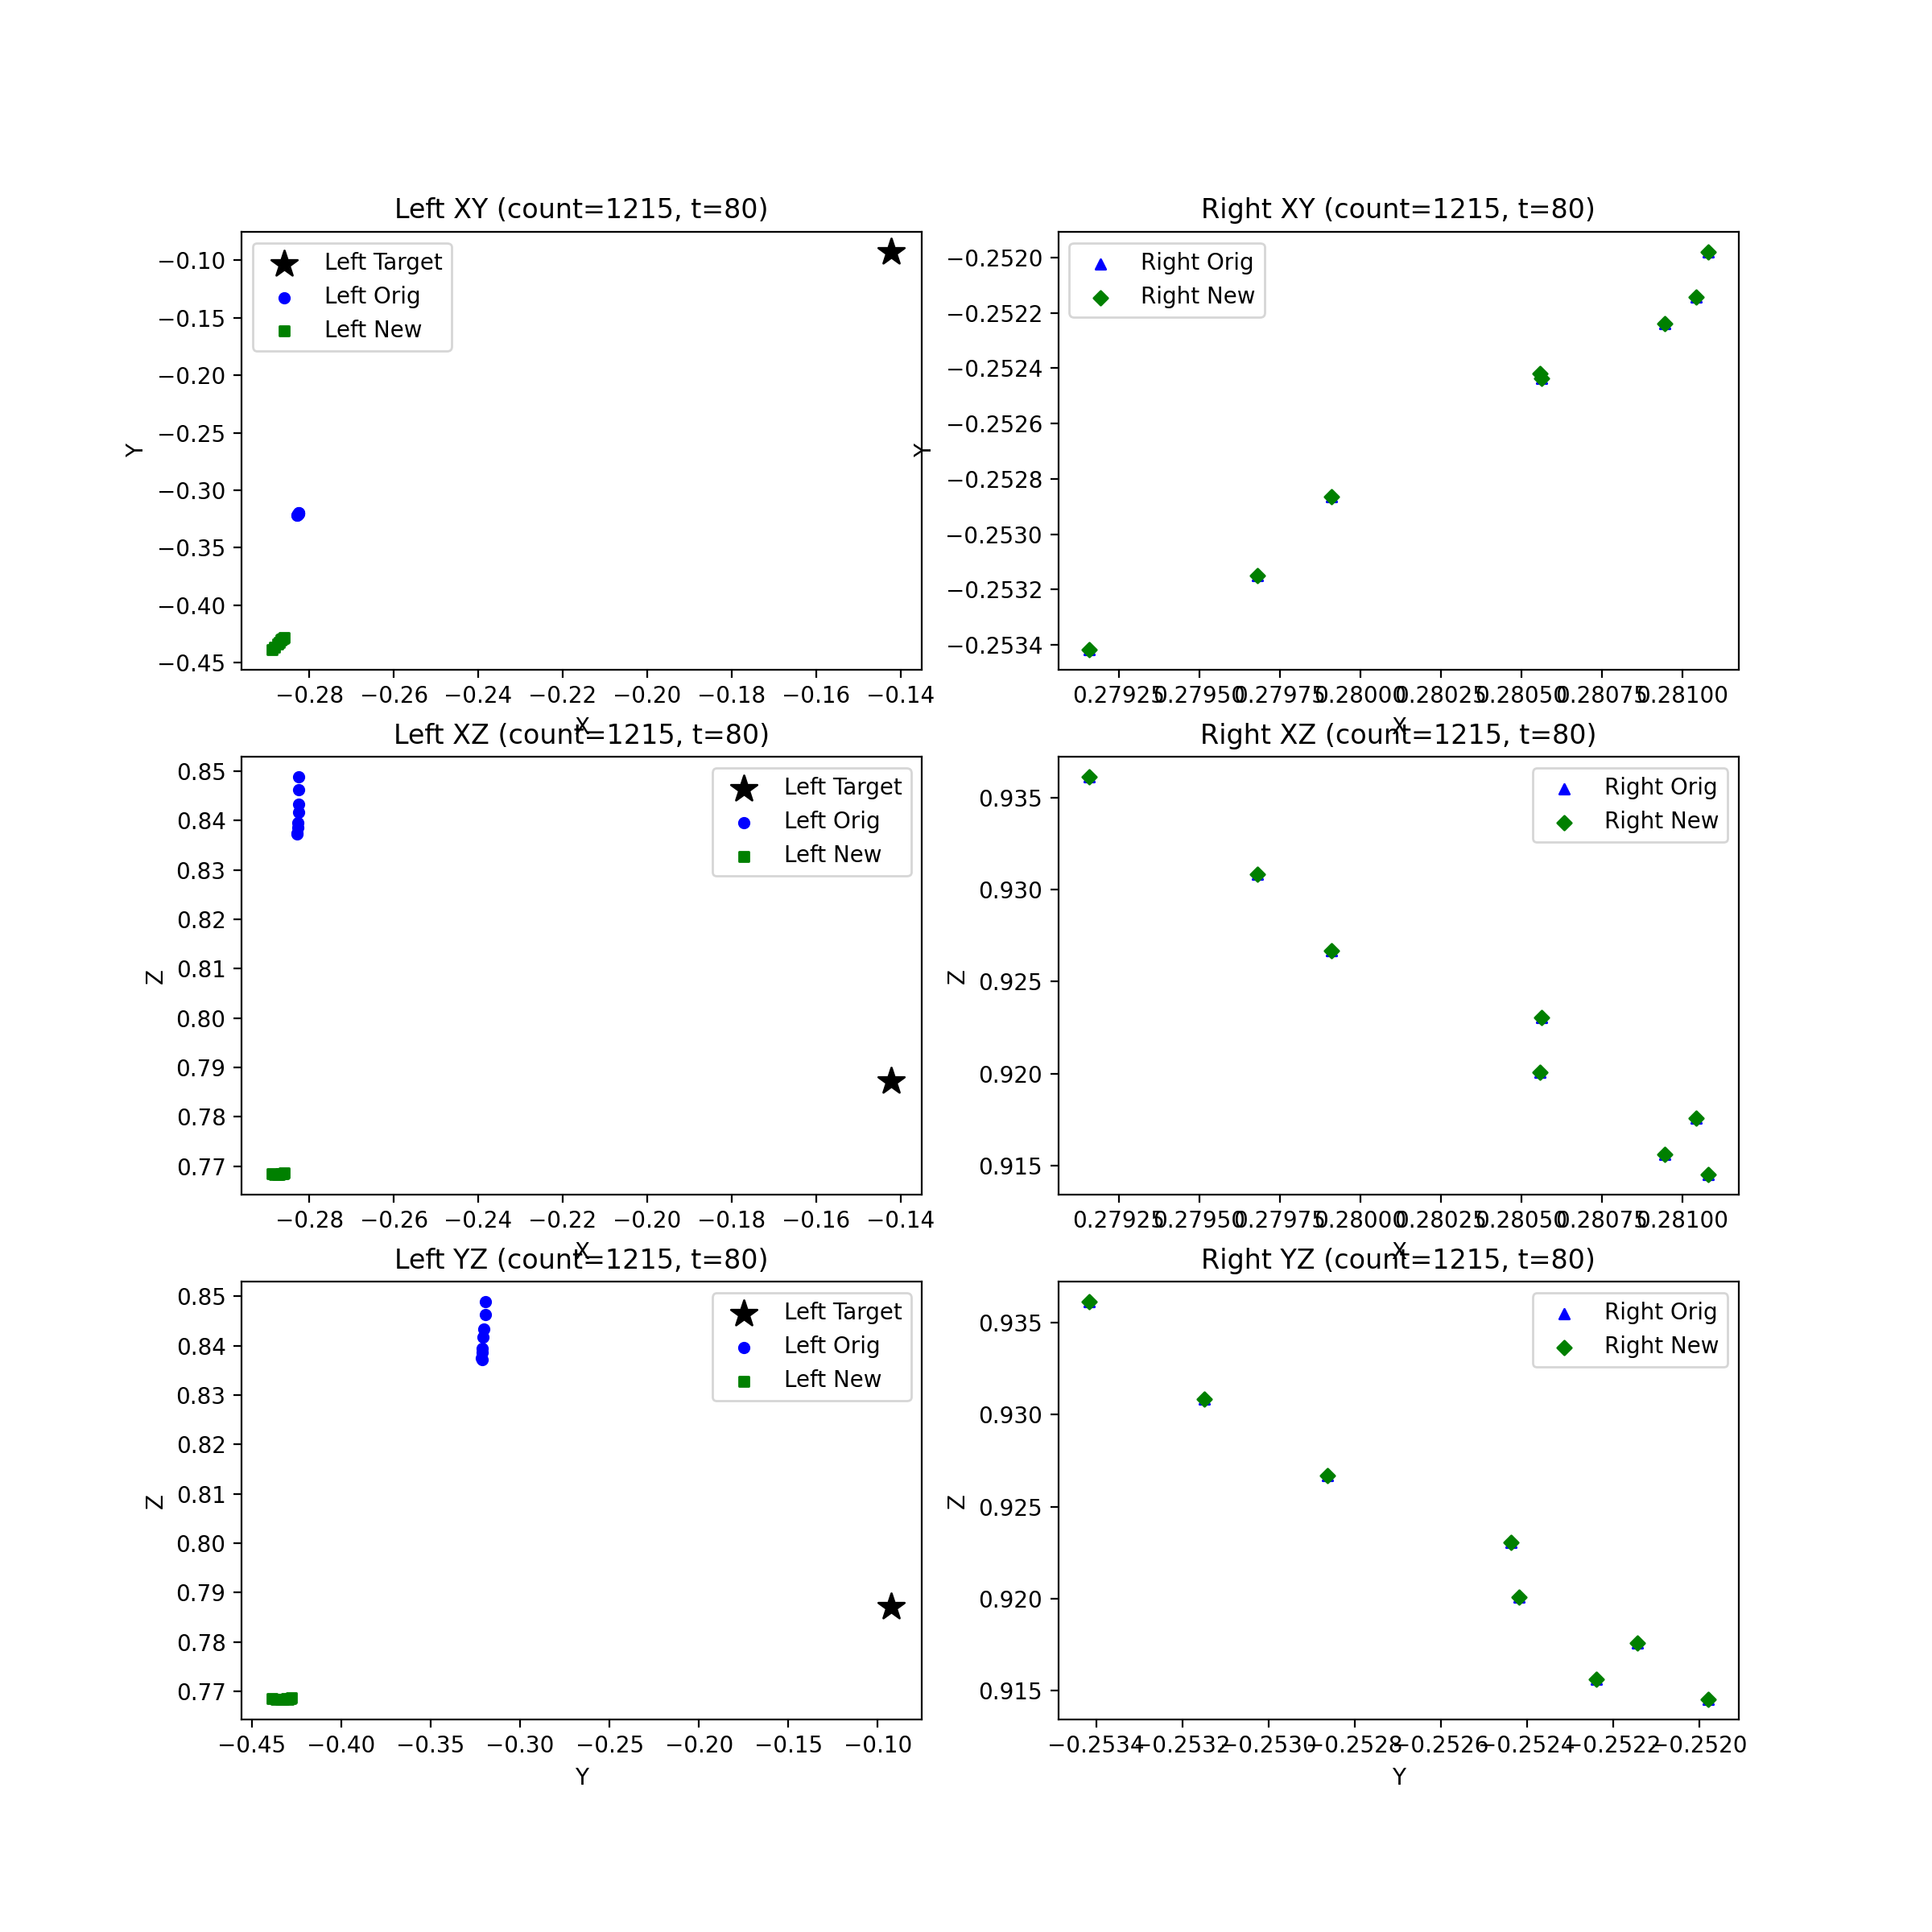 Left XY (count=1215, t=80)
Left Target
Left Orig
Left New
−0.10
−0.15
−0.20
−0.25
−0.30
−0.35
−0.40
−0.45
Y
−0.28
−0.26
−0.24
−0.22
−0.20
−0.18
−0.16
−0.14
X
Right XY (count=1215, t=80)
Right Orig
Right New
−0.2520
−0.2522
−0.2524
−0.2526
−0.2528
−0.2530
−0.2532
−0.2534
Y
0.27925
0.27950
0.27975
0.28000
0.28025
0.28050
0.28075
0.28100
X
Left XZ (count=1215, t=80)
Left Target
Left Orig
Left New
0.85
0.84
0.83
0.82
0.81
0.80
0.79
0.78
0.77
Z
−0.28
−0.26
−0.24
−0.22
−0.20
−0.18
−0.16
−0.14
X
Right XZ (count=1215, t=80)
Right Orig
Right New
0.935
0.930
0.925
0.920
0.915
Z
0.27925
0.27950
0.27975
0.28000
0.28025
0.28050
0.28075
0.28100
X
Left YZ (count=1215, t=80)
Left Target
Left Orig
Left New
0.85
0.84
0.83
0.82
0.81
0.80
0.79
0.78
0.77
Z
−0.45
−0.40
−0.35
−0.30
−0.25
−0.20
−0.15
−0.10
Y
Right YZ (count=1215, t=80)
Right Orig
Right New
0.935
0.930
0.925
0.920
0.915
Z
−0.2534
−0.2532
−0.2530
−0.2528
−0.2526
−0.2524
−0.2522
−0.2520
Y